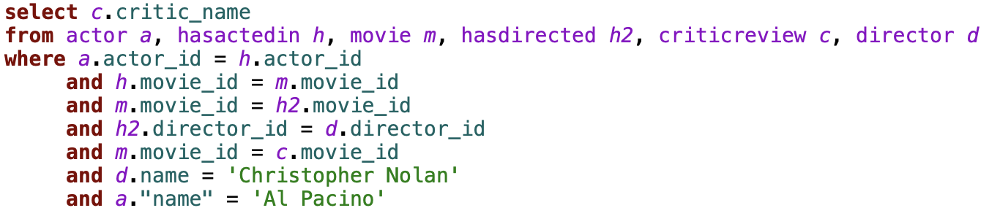 select c.critic_name
from actor a, hasactedin h, movie m, hasdirected h2, criticreview c, director d
where a.actor_id = h.actor_id
and h.movie_id = m.movie_id
and m.movie_id = h2.movie_id
and h2.director_id = d.director_id
and m.movie_id = c.movie_id
and d.name = 'Christopher Nolan'
and a."name" = 'Al Pacino'